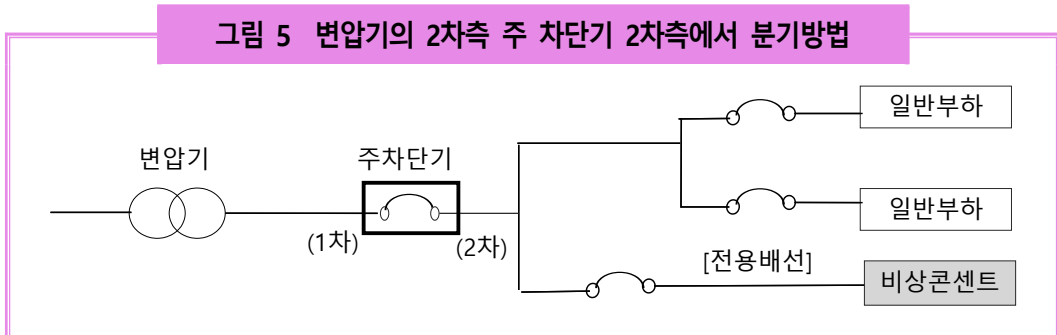 그림 5 변압기의 2차측 주 차단기 2차측에서 분기방법
일반부하
변압기
주차단기
일반부하
(1차)
(2차)
[전용배선]
비상콘센트